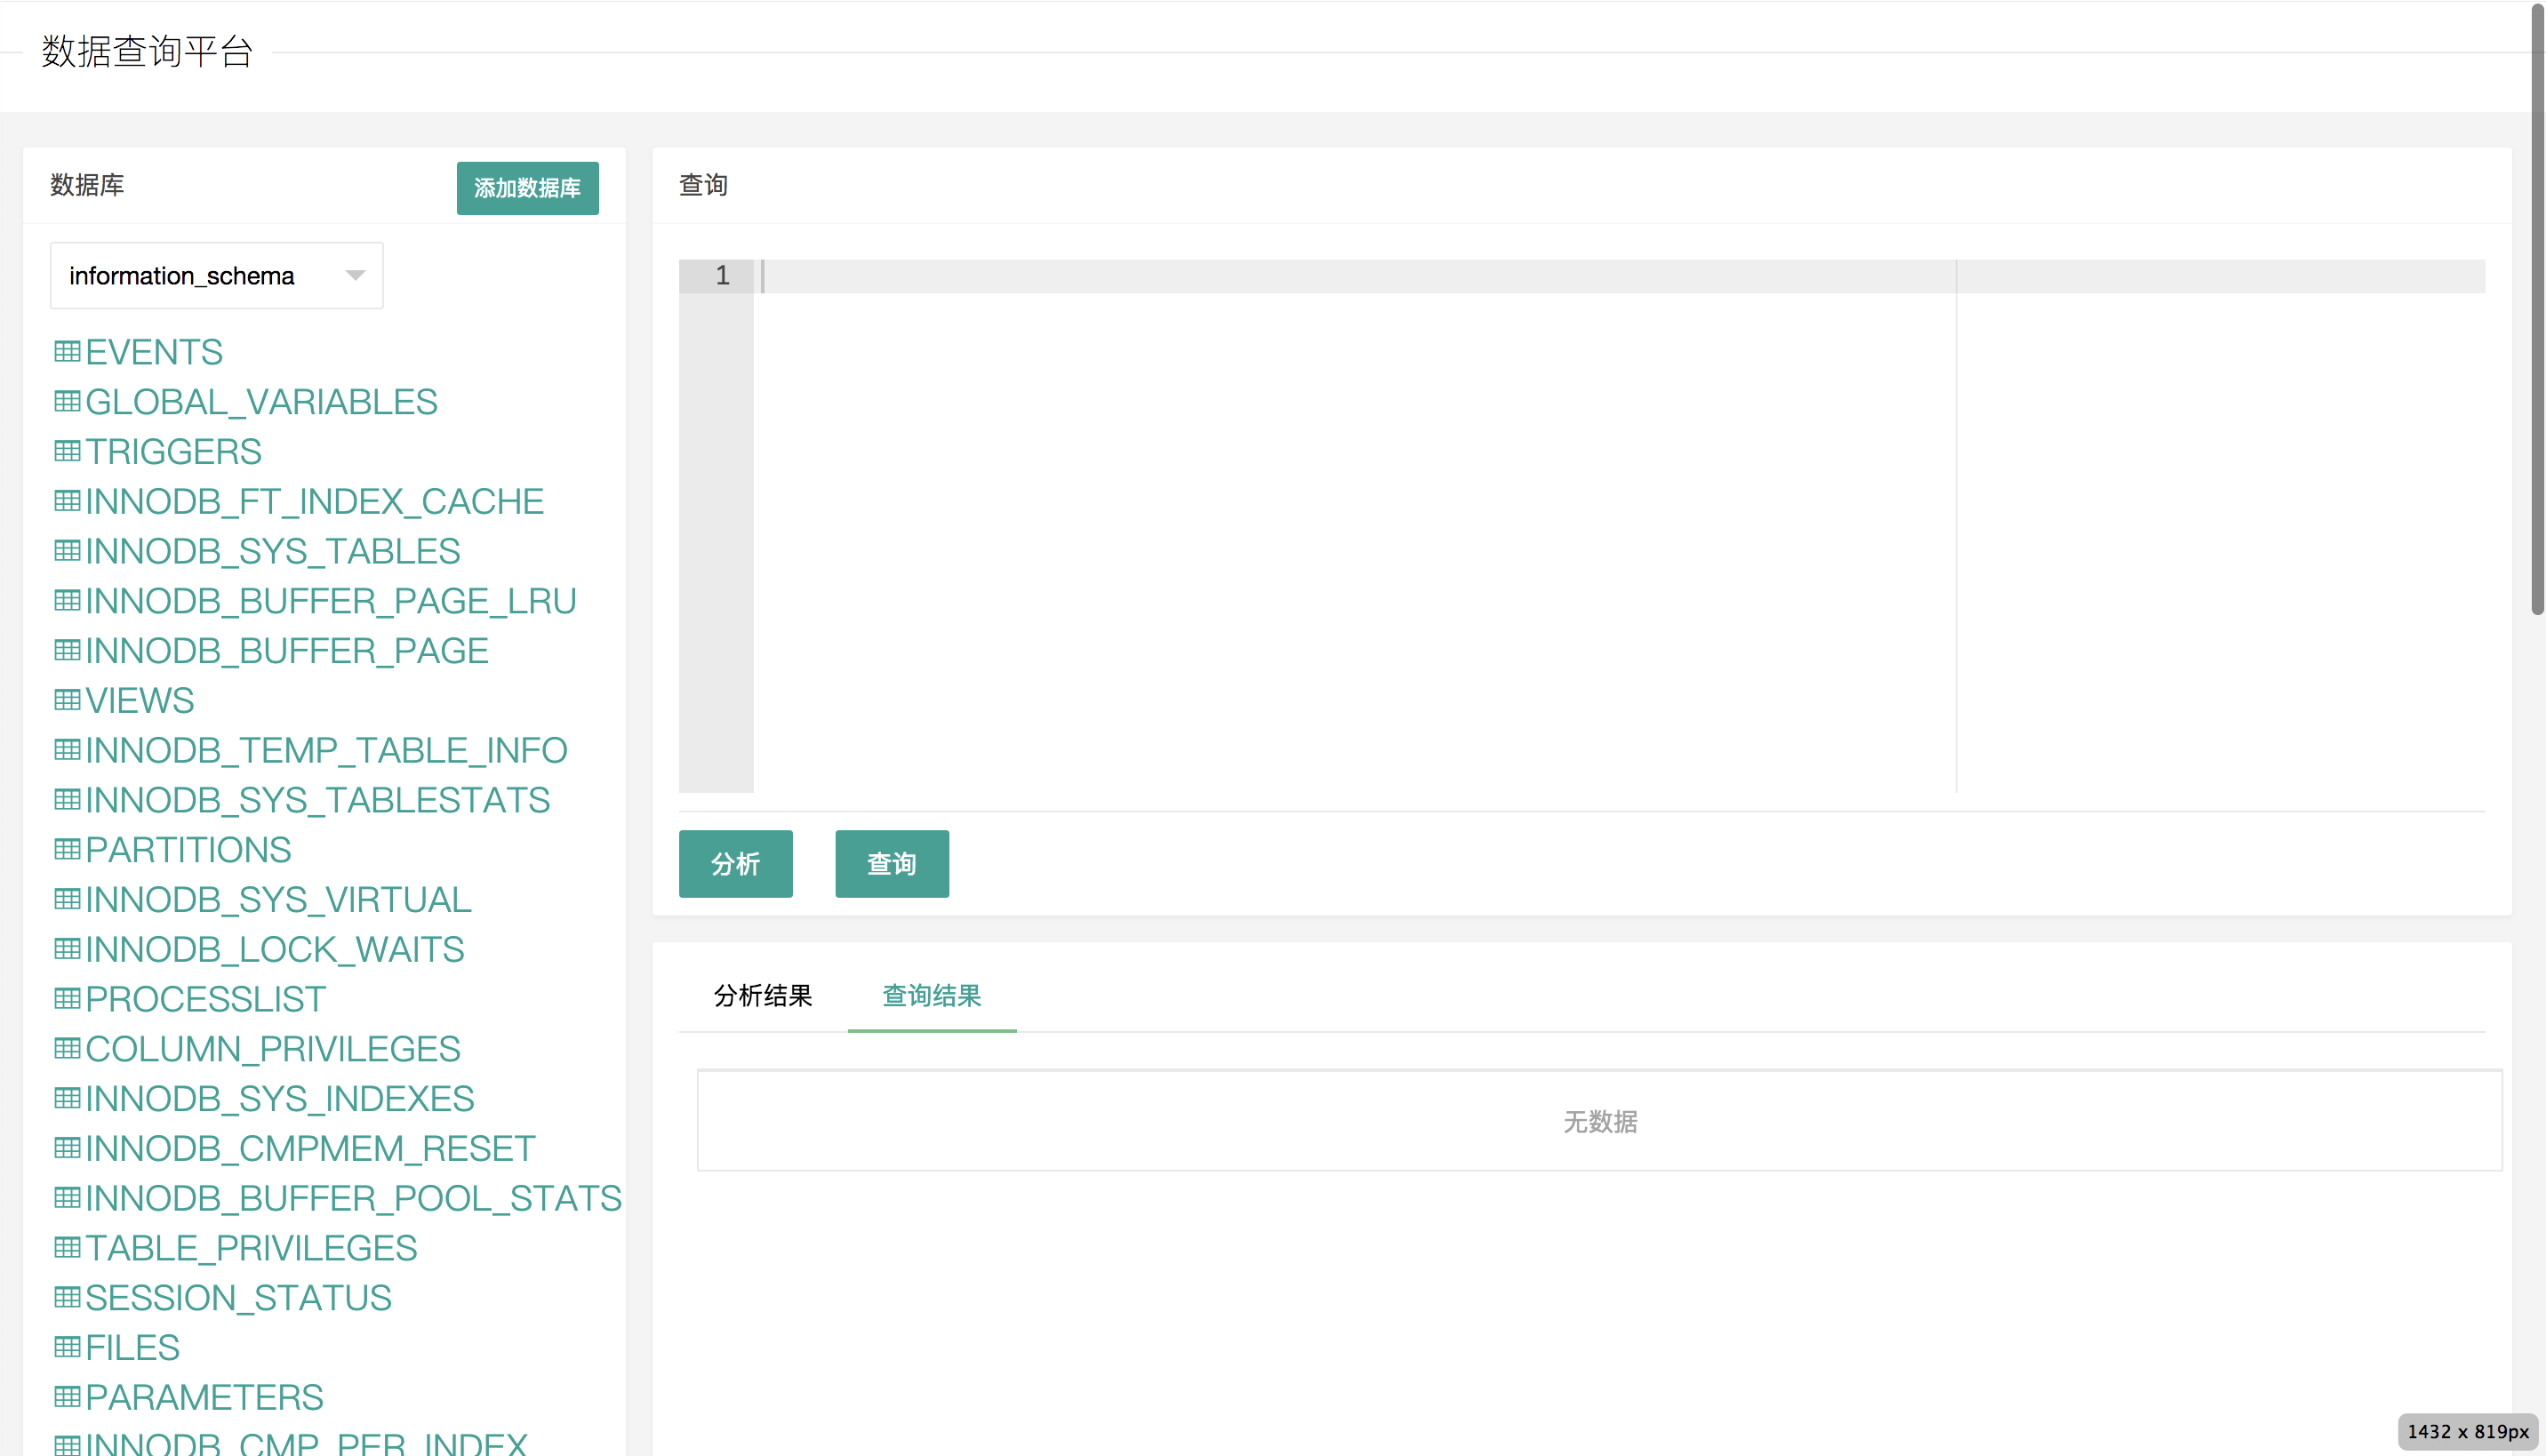 数据查询平台
数据库
添加数据库
information_schema
EVENTS
GLOBAL_VARIABLES
TRIGGERS
INNODB_FT_INDEX_CACHE
INNODB_SYS_TABLES
INNODB_BUFFER_PAGE_LRU
INNODB_BUFFER_PAGE
VIEWS
INNODB_TEMP_TABLE_INFO
INNODB_SYS_TABLESTATS
PARTITIONS
INNODB_SYS_VIRTUAL
INNODB_LOCK_WAITS
PROCESSLIST
COLUMN_PRIVILEGES
INNODB_SYS_INDEXES
INNODB_CMPMEM_RESET
INNODB_BUFFER_POOL_STATS
TABLE_PRIVILEGES
SESSION_STATUS
FILES
PARAMETERS
INNODB_CMP_PER_INDEX
查询
1
分析
查询
分析结果
查询结果
无数据
1432 x 819px